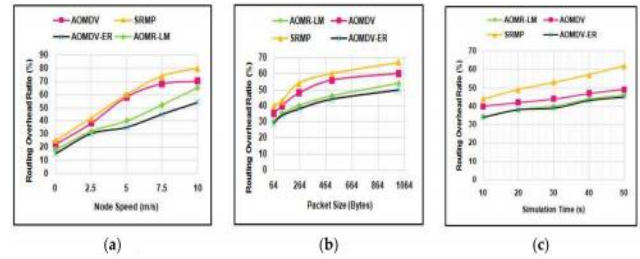 AOMDV SRMP
AOMDV-ER AOMR-LM
Routing Overhead Ratio (%)
90
80
70
60
50
40
30
20
10
0
0 2.5 5 7.5 10
Node Speed (m/s)
(a)
AOMR-LM AOMDV
SRMP AOMDV-ER
Routing Overhead Ratio (%)
70
60
50
40
30
20
10
0
64 264 464 664 864 1064
Packet Size (Bytes)
(b)
AOMR-LM AOMDV
SRMP AOMDV-ER
Routing Overhead Ratio (%)
70
60
50
40
30
20
10
0
10 20 30 40 50
Simulation Time (s)
(c)